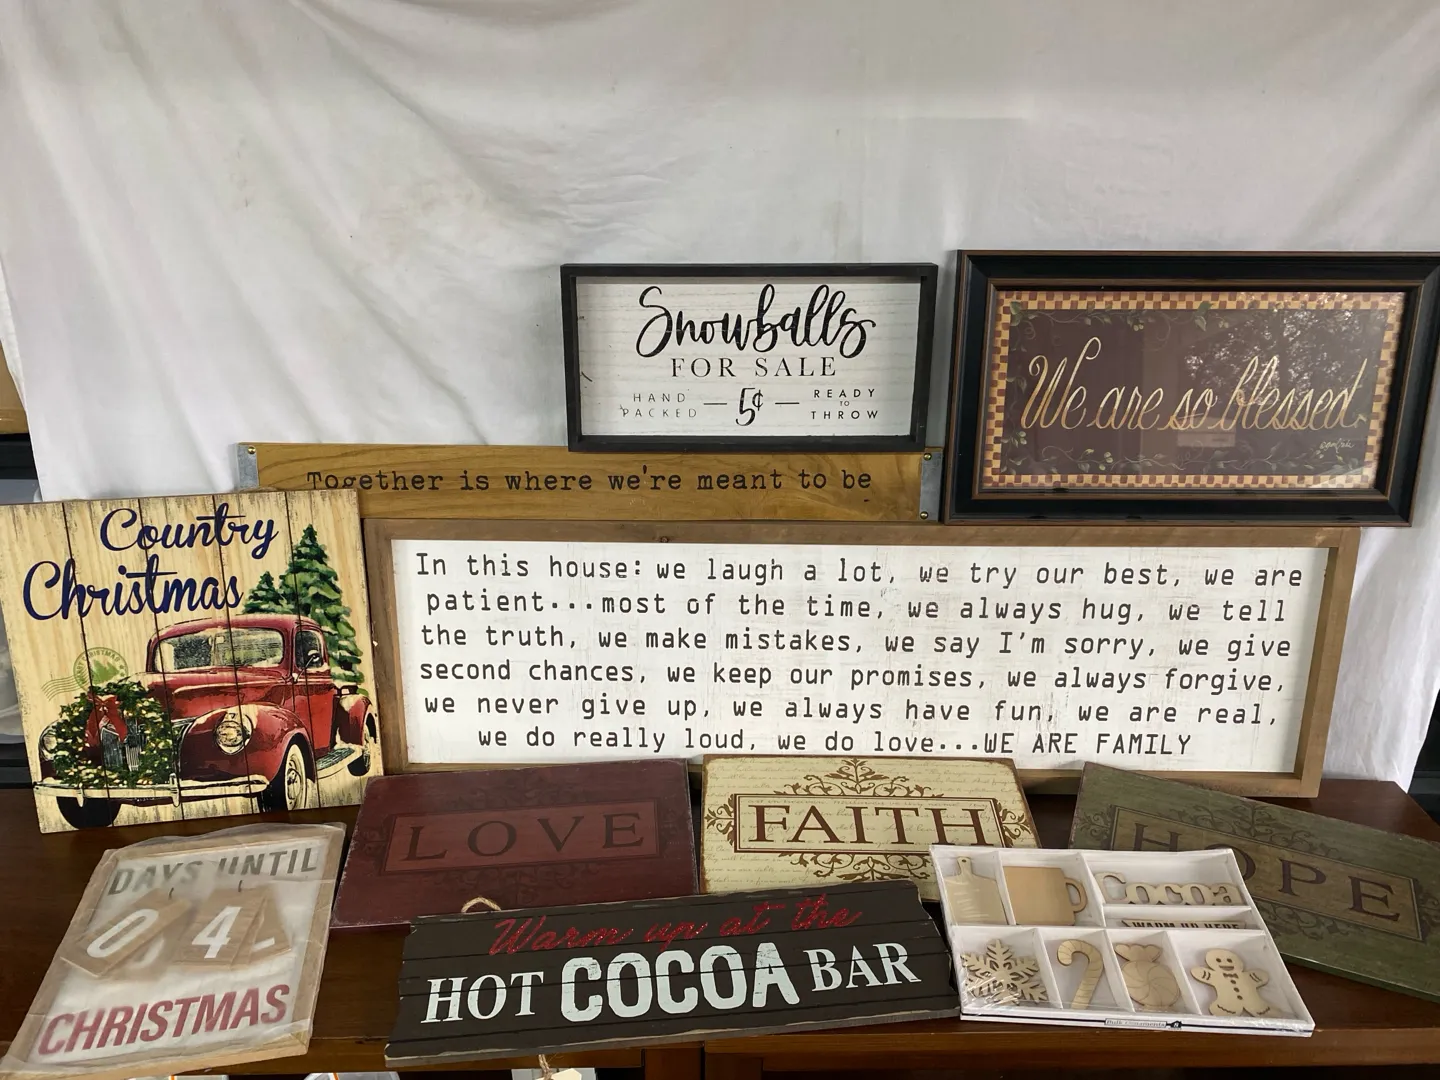 Snowballs
FOR SALE
HAND
PACKED
5¢
READY
TO
THROW
We are so blessed
Together is where we're meant to be
Country
Christmas
In this house: we laugh a lot, we try our best, we are
patient...most of the time, we always hug, we tell
the truth, we make mistakes, we say I'm sorry, we give
second chances, we keep our promises, we always forgive,
we never give up, we always have fun, we are real,
we do really loud, we do love...WE ARE FAMILY
LOVE
FAITH
HOPE
DAYS UNTIL
04
CHRISTMAS
Warm up at the
HOT COCOA BAR
Cocoa
WARM UP HERE